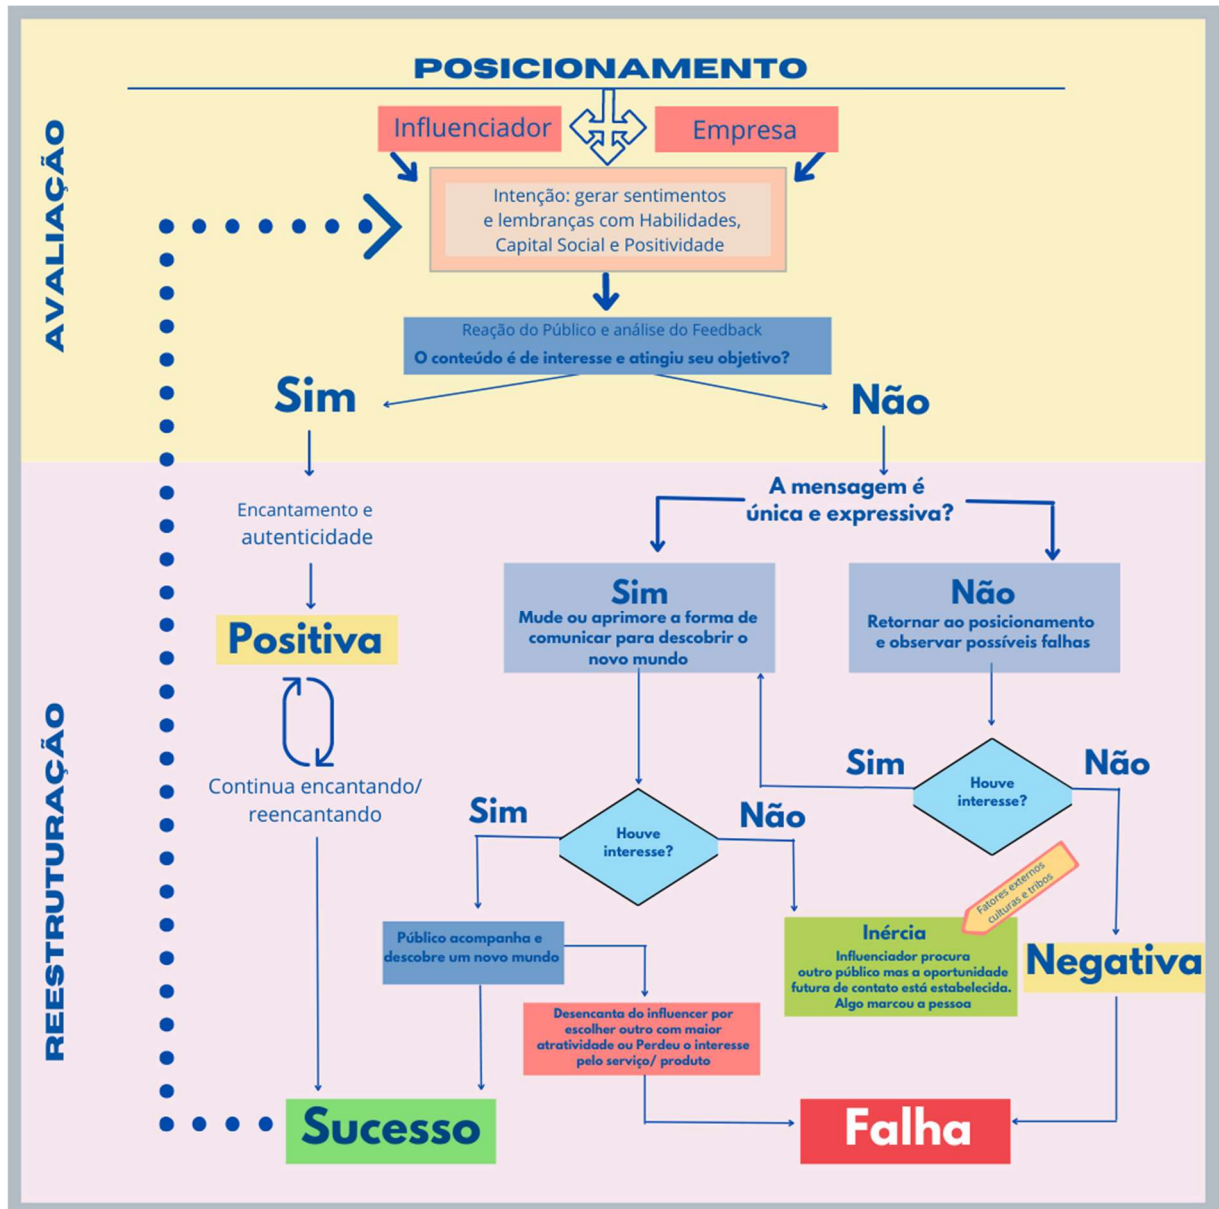 POSICIONAMENTO
AVALIAÇÃO
Influenciador
Empresa
Intenção: gerar sentimentos
e lembranças com Habilidades,
Capital Social e Positividade
Reação do Público e análise do Feedback
O conteúdo é de interesse e atingiu seu objetivo?
Sim
Não
REESTRUTURAÇÃO
Encantamento e
autenticidade
Positiva
Continua encantando/
reencantando
A mensagem é
única e expressiva?
Sim
Mude ou aprimore a forma de
comunicar para descobrir o
novo mundo
Não
Retornar ao posicionamento
e observar possíveis falhas
Sim
Houve
interesse?
Não
Sim
Houve
interesse?
Não
Fatores externos
culturas e tribos
Público acompanha e
descobre um novo mundo
Inércia
Influenciador procura
outro público mas a oportunidade
futura de contato está estabelecida.
Algo marcou a pessoa
Negativa
Desencanta do influencer por
escolher outro com maior
atratividade ou Perdeu o interesse
pelo serviço/ produto
Sucesso
Falha